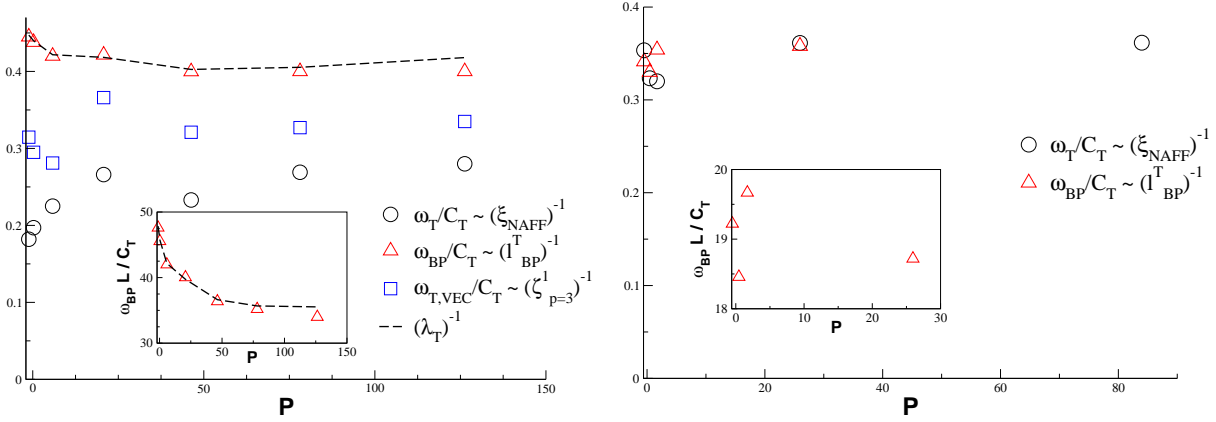 0.4
0.3
0.2
0.1
0
0
50
100
150
P
50
40
30
0
50
100
150
P
ω_BP L / C_T
ω_T/C_T ~ (ξ_NAFF)^-1
ω_BP/C_T ~ (l^T_BP)^-1
ω_T,VEC/C_T ~ (ζ^1_p=3)^-1
(λ_T)^-1
0.4
0.3
0.2
0.1
0
0
20
40
60
80
P
20
19
18
0
10
20
30
P
ω_BP L / C_T
ω_T/C_T ~ (ξ_NAFF)^-1
ω_BP/C_T ~ (l^T_BP)^-1